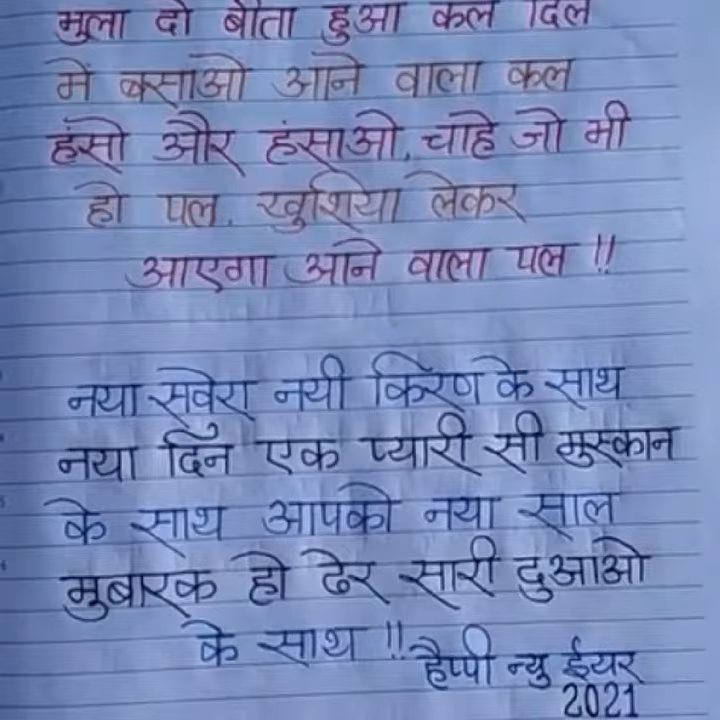 भुला दो बीता हुआ कल दिल
में बसाओ आने वाला कल
हंसो और हंसाओ, चाहे जो भी
हो पल, खुशिया लेकर
आएगा आने वाला पल !!
नया सवेरा नयी किरण के साथ
नया दिन एक प्यारी सी मुस्कान
के साथ आपको नया साल
मुबारक हो ढेर सारी दुआओ
के साथ !! हैप्पी न्यु ईयर
2021